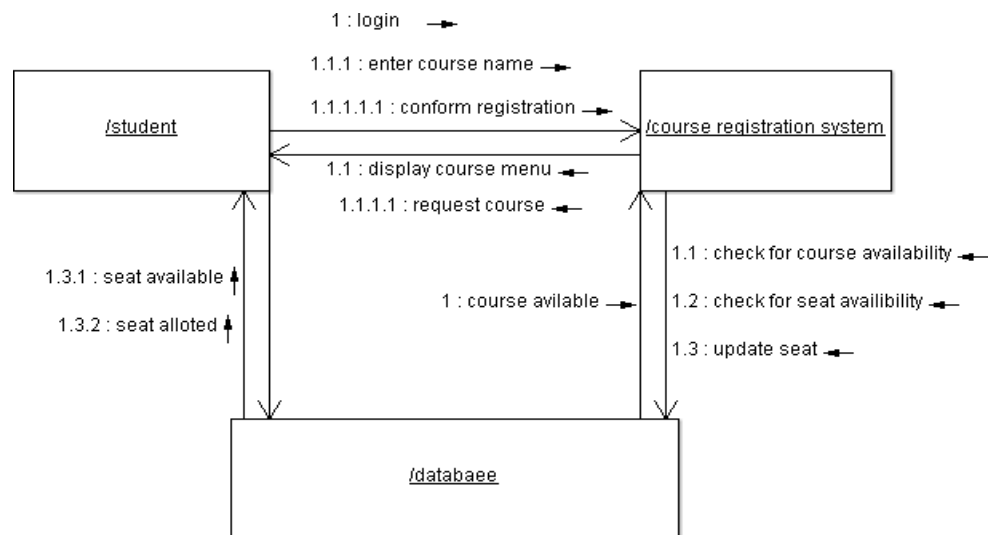 1 : login
1.1.1 : enter course name
1.1.1.1.1 : conform registration
/student
/course registration system
1.1 : display course menu
1.1.1.1 : request course
1.1 : check for course availability
1.3.1 : seat available
1 : course avilable
1.2 : check for seat availibility
1.3.2 : seat alloted
1.3 : update seat
/databaee